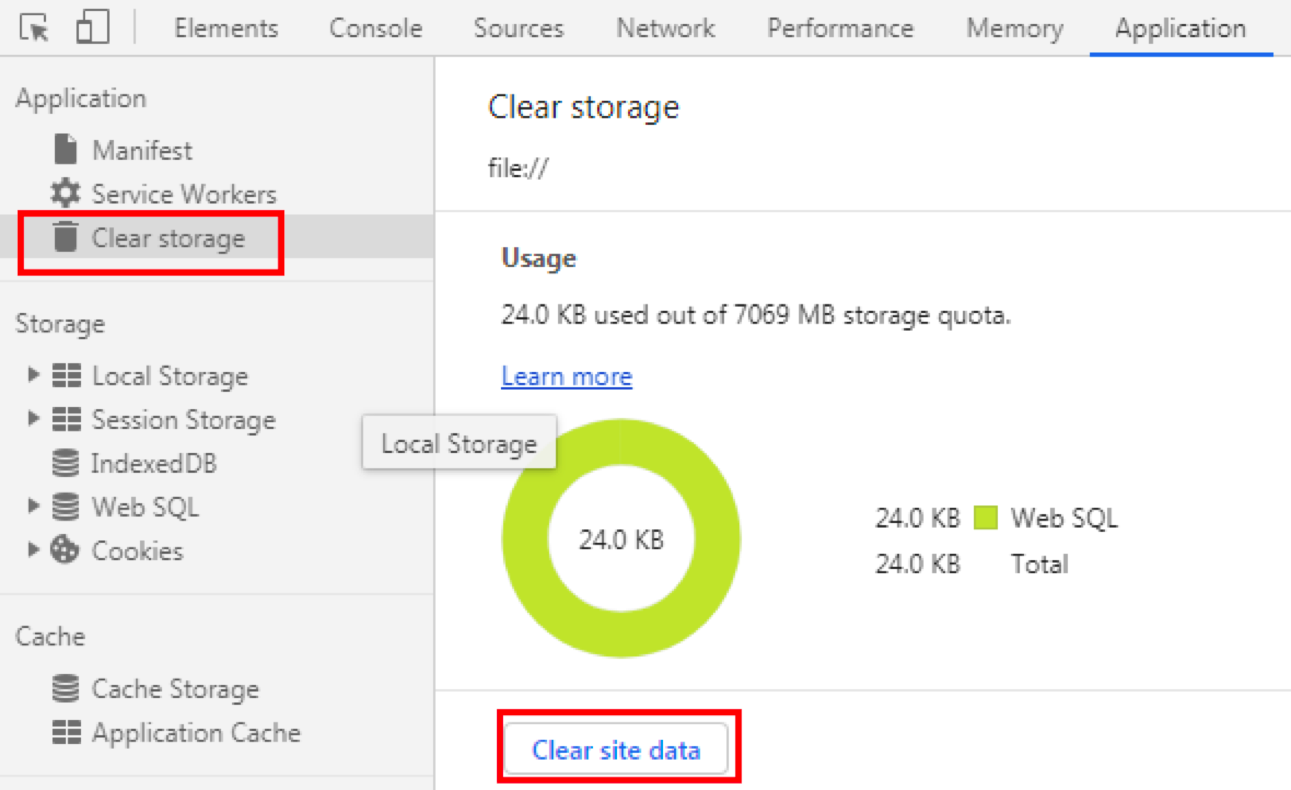 Elements Console Sources Network Performance Memory Application
Application
Manifest
Service Workers
Clear storage
Storage
Local Storage
Session Storage
IndexedDB
Web SQL
Cookies
Cache
Cache Storage
Application Cache
Clear storage
file://
Usage
24.0 KB used out of 7069 MB storage quota.
Learn more
Local Storage
24.0 KB
24.0 KB Web SQL
24.0 KB Total
Clear site data